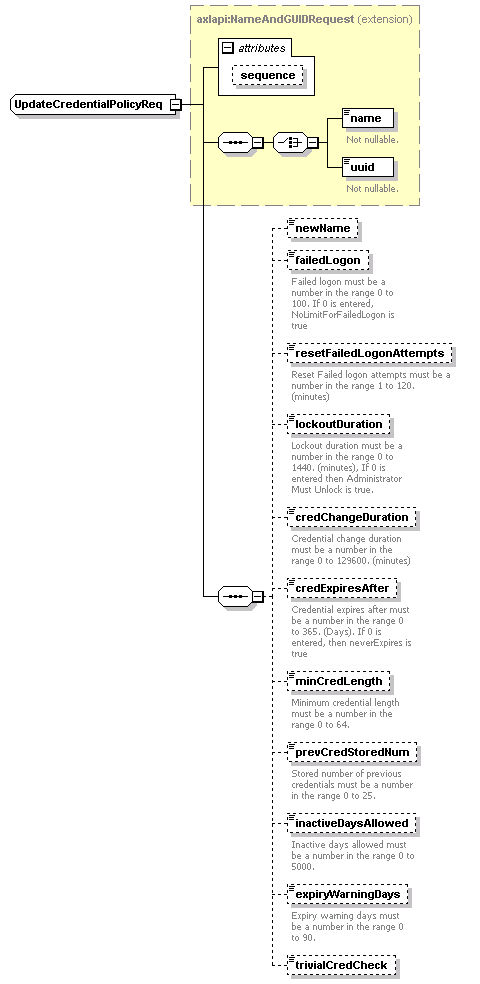 axlapi:NameAndGUIDRequest (extension)
attributes
sequence
UpdateCredentialPolicyReq
name
Not nullable.
uuid
Not nullable.
newName
failedLogon
Failed logon must be a
number in the range 0 to
100. If 0 is entered,
NoLimitForFailedLogon is
true
resetFailedLogonAttempts
Reset Failed logon attempts must be a
number in the range 1 to 120.
(minutes)
lockoutDuration
Lockout duration must be a
number in the range 0 to
1440. (minutes), If 0 is
entered then Administrator
Must Unlock is true.
credChangeDuration
Credential change duration
must be a number in the
range 0 to 129600. (minutes)
credExpiresAfter
Credential expires after must
be a number in the range 0
to 365. (Days). If 0 is
entered, then neverExpires is
true
minCredLength
Minimum credential length
must be a number in the
range 0 to 64.
prevCredStoredNum
Stored number of previous
credentials must be a number
in the range 0 to 25.
inactiveDaysAllowed
Inactive days allowed must
be a number in the range 0 to
5000.
expiryWarningDays
Expiry warning days must
be a number in the range 0
to 90.
trivialCredCheck